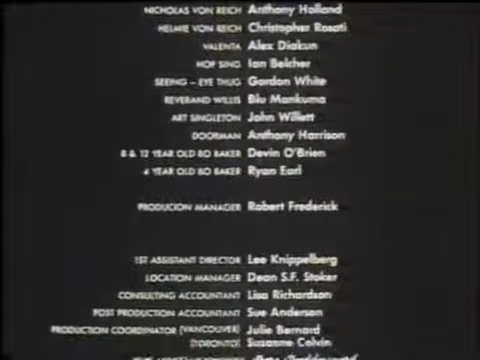 NICHOLAS VON REICH Anthony Holland
HELMIE VON REICH Christopher Rosati
VALENTA Alex Diakun
HOP SING Ian Belcher
SEEING - EYE THUG Gordon White
REVERAND WILLIS Blu Mankuma
ART SINGLETON John Willett
DOORMAN Anthony Harrison
8 & 12 YEAR OLD BO BAKER Devin O'Brien
4 YEAR OLD BO BAKER Ryan Earl
PRODUCION MANAGER Robert Frederick
1ST ASSISTANT DIRECTOR Lee Knippelberg
LOCATION MANAGER Dean S.F. Stoker
CONSULTING ACCOUNTANT Lisa Richardson
POST PRODUCTION ACCOUNTANT Sue Anderson
PRODUCTION COORDINATOR (VANCOUVER) Julie Bernard
(TORONTO) Suzanne Colvin